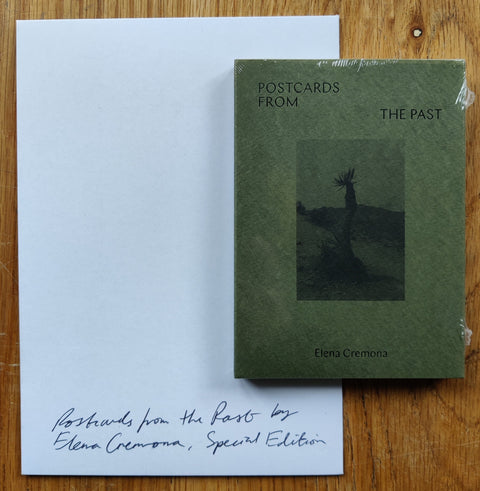 POSTCARDS
FROM
THE PAST
Elena Cremona
Postcards from the Past by
Elena Cremona, Special Edition